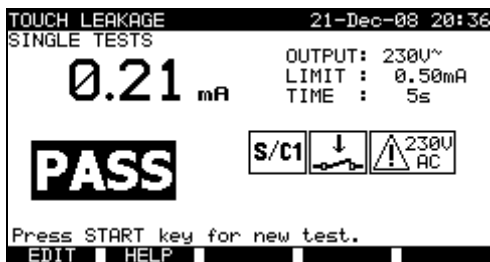 TOUCH LEAKAGE 21-Dec-08 20:36
SINGLE TESTS
0.21 mA
OUTPUT: 230V~
LIMIT : 0.50mA
TIME : 5s
PASS
S/C1
230V
AC
Press START key for new test.
EDIT HELP